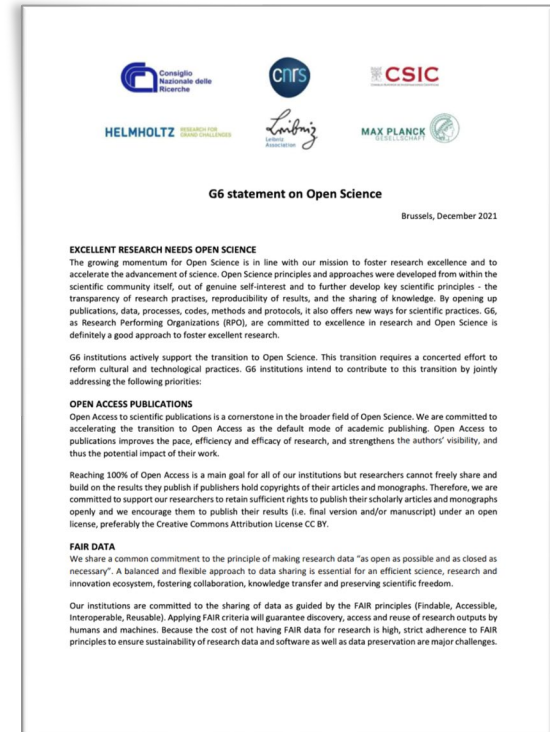 Consiglio
Nazionale delle
Ricerche
cnrs
CSIC
HELMHOLTZ RESEARCH FOR
GRAND CHALLENGES
Leibniz
Leibniz
Association
MAX PLANCK
GESELLSCHAFT
G6 statement on Open Science
Brussels, December 2021
EXCELLENT RESEARCH NEEDS OPEN SCIENCE
The growing momentum for Open Science is in line with our mission to foster research excellence and to
accelerate the advancement of science. Open Science principles and approaches were developed from within the
scientific community itself, out of genuine self-interest and to further develop key scientific principles - the
transparency of research practises, reproducibility of results, and the sharing of knowledge. By opening up
publications, data, processes, codes, methods and protocols, it also offers new ways for scientific practices. G6,
as Research Performing Organizations (RPO), are committed to excellence in research and Open Science is
definitely a good approach to foster excellent research.
G6 institutions actively support the transition to Open Science. This transition requires a concerted effort to
reform cultural and technological practices. G6 institutions intend to contribute to this transition by jointly
addressing the following priorities:
OPEN ACCESS PUBLICATIONS
Open Access to scientific publications is a cornerstone in the broader field of Open Science. We are committed to
accelerating the transition to Open Access as the default mode of academic publishing. Open Access to
publications improves the pace, efficiency and efficacy of research, and strengthens the authors' visibility, and
thus the potential impact of their work.
Reaching 100% of Open Access is a main goal for all of our institutions but researchers cannot freely share and
build on the results they publish if publishers hold copyrights of their articles and monographs. Therefore, we are
committed to support our researchers to retain sufficient rights to publish their scholarly articles and monographs
openly and we encourage them to publish their results (i.e. final version and/or manuscript) under an open
license, preferably the Creative Commons Attribution License CC BY.
FAIR DATA
We share a common commitment to the principle of making research data "as open as possible and as closed as
necessary". A balanced and flexible approach to data sharing is essential for an efficient science, research and
innovation ecosystem, fostering collaboration, knowledge transfer and preserving scientific freedom.
Our institutions are committed to the sharing of data as guided by the FAIR principles (Findable, Accessible,
Interoperable, Reusable). Applying FAIR criteria will guarantee discovery, access and reuse of research outputs by
humans and machines. Because the cost of not having FAIR data for research is high, strict adherence to FAIR
principles to ensure sustainability of research data and software as well as data preservation are major challenges.